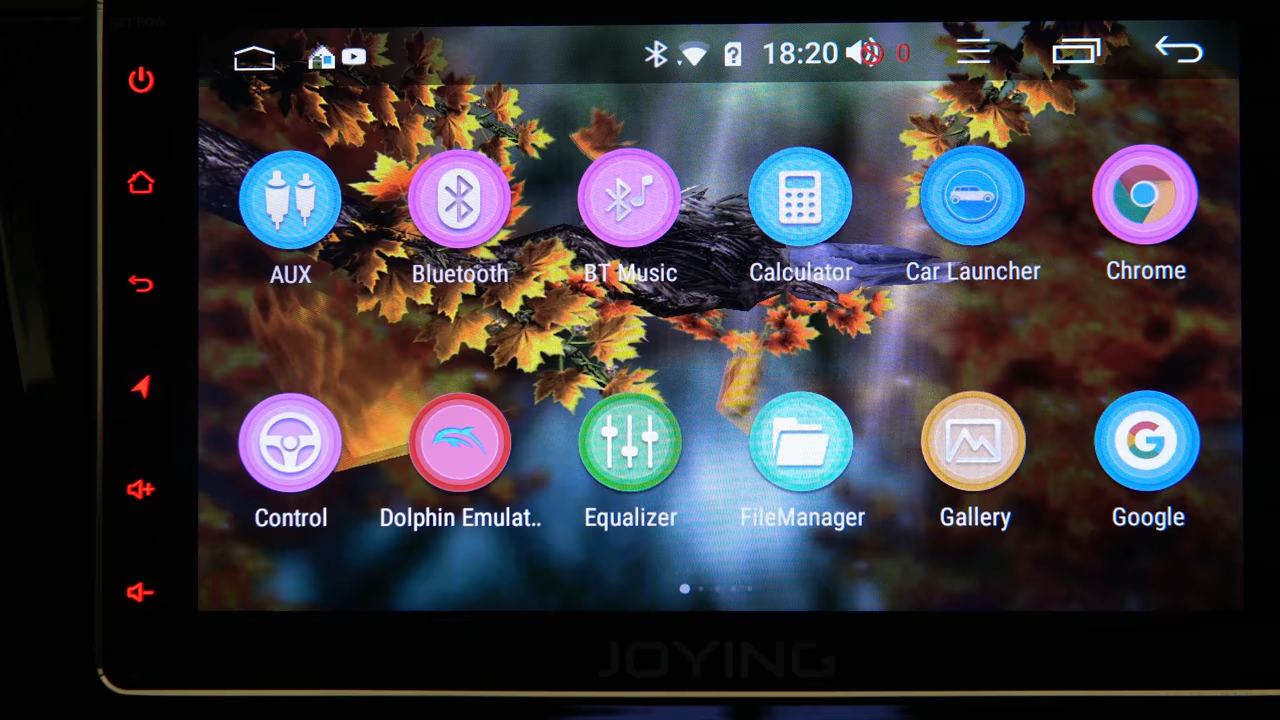 18:20 0
AUX Bluetooth BT Music Calculator Car Launcher Chrome
Control Dolphin Emulat.. Equalizer FileManager Gallery Google
JOYING